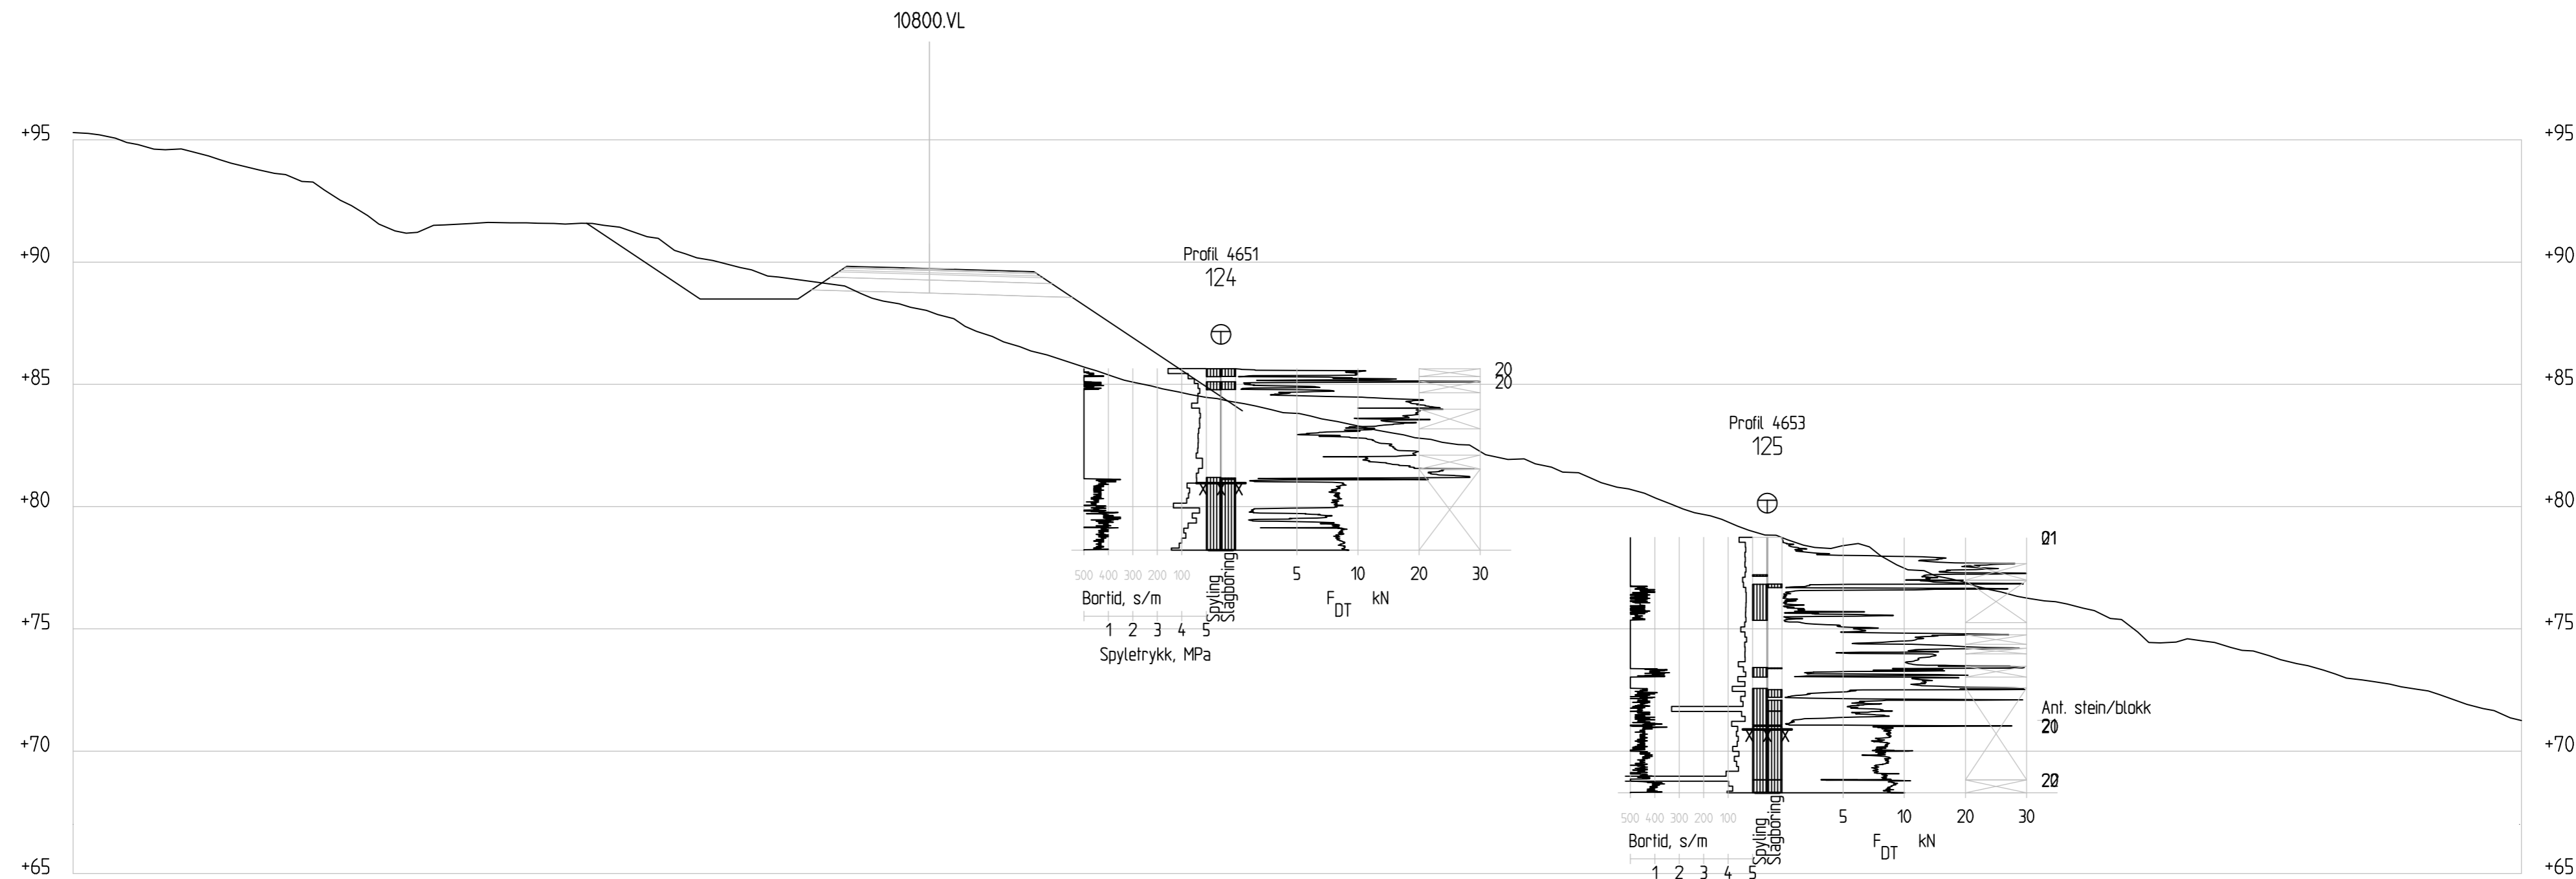 10800.VL
+95 +95
+90 +90
Profil 4651
124
+85 +85
20
20
Profil 4653
125
+80 +80
500 400 300 200 100
5 10 20 30
Bortid, s/m
Spyling
Slagboring
F DT kN
1 2 3 4 5
Spyletrykk, MPa
+75 +75
Ant. stein/blokk
+70 +70
500 400 300 200 100
5 10 20 30
Bortid, s/m
Spyling
Slagboring
F DT kN
+65 +65
1 2 3 4 5